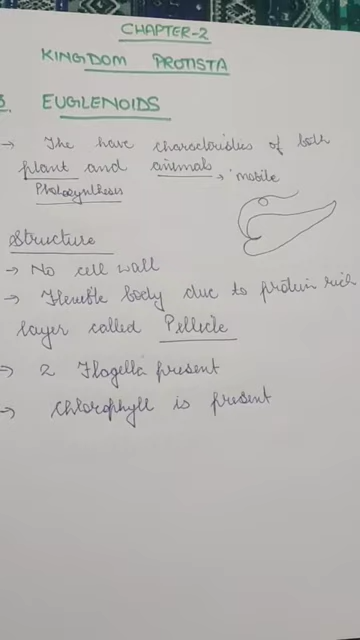 CHAPTER-2
KINGDOM PROTISTA
3. EUGLENOIDS
→ The have characteristics of both
plant and animals → mobile
Photosynthesis
Structure
→ No cell wall
→ Flexible body due to protein rich
layer called Pellicle
→ 2 Flagella present
→ Chlorophyll is present